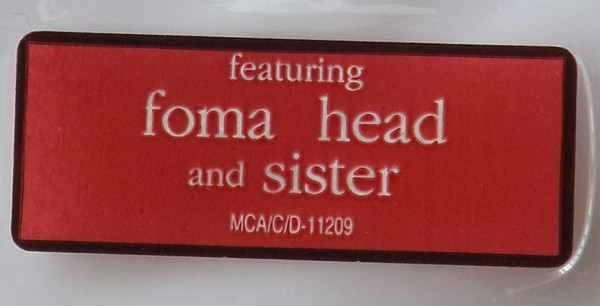 featuring
foma head
and sister
MCA/C/D-11209